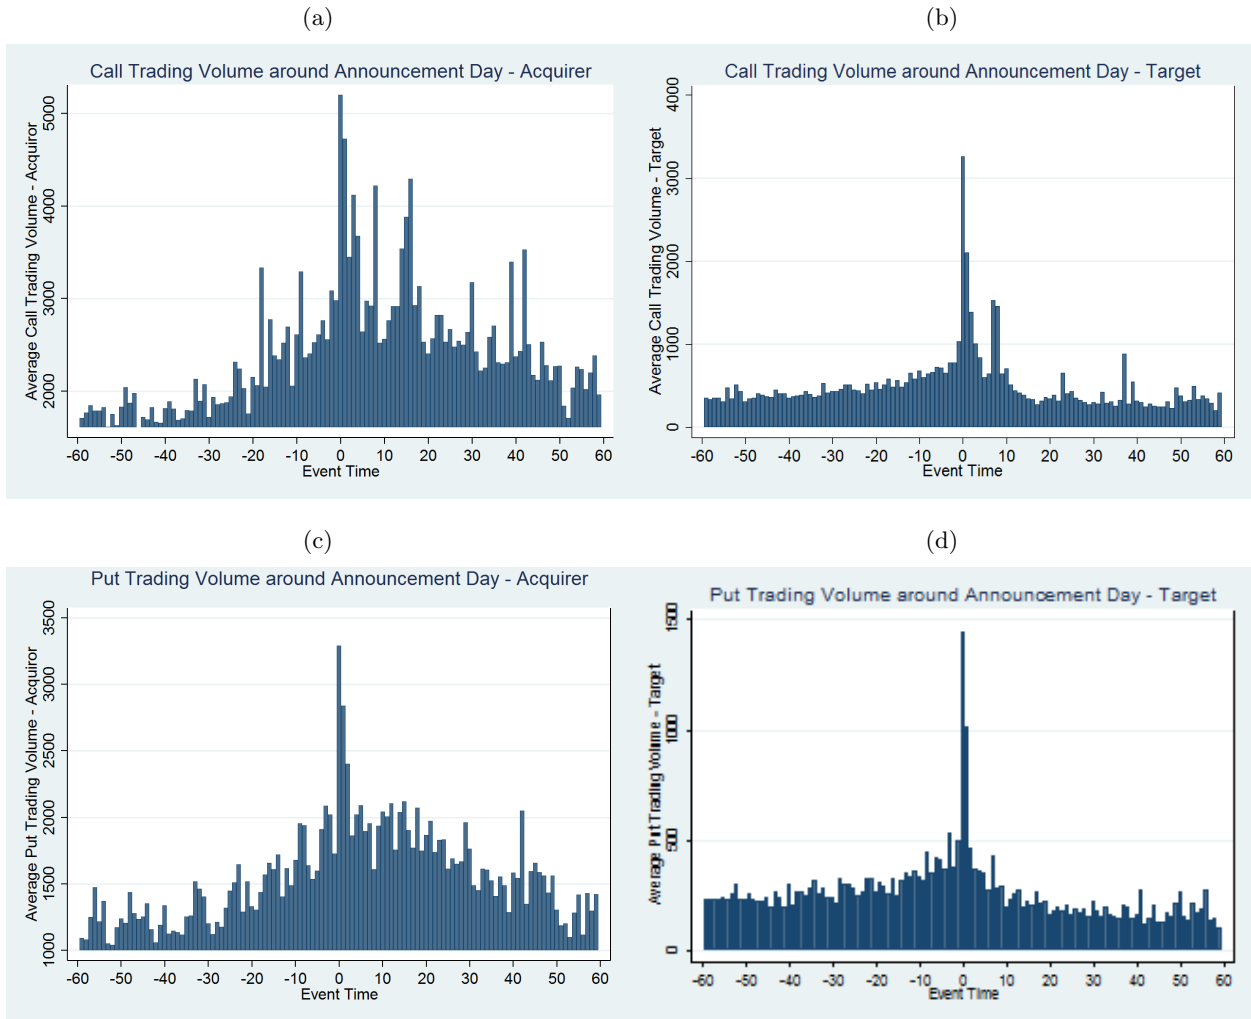 (a)
Call Trading Volume around Announcement Day - Acquirer
Average Call Trading Volume - Acquiror
5000
4000
3000
2000
-60 -50 -40 -30 -20 -10 0 10 20 30 40 50 60
Event Time
(b)
Call Trading Volume around Announcement Day - Target
Average Call Trading Volume - Target
4000
3000
2000
1000
0
-60 -50 -40 -30 -20 -10 0 10 20 30 40 50 60
Event Time
(c)
Put Trading Volume around Announcement Day - Acquirer
Average Put Trading Volume - Acquiror
3500
3000
2500
2000
1500
1000
-60 -50 -40 -30 -20 -10 0 10 20 30 40 50 60
Event Time
(d)
Put Trading Volume around Announcement Day - Target
Average Put Trading Volume - Target
1500
1000
500
0
-60 -50 -40 -30 -20 -10 0 10 20 30 40 50 60
Event Time